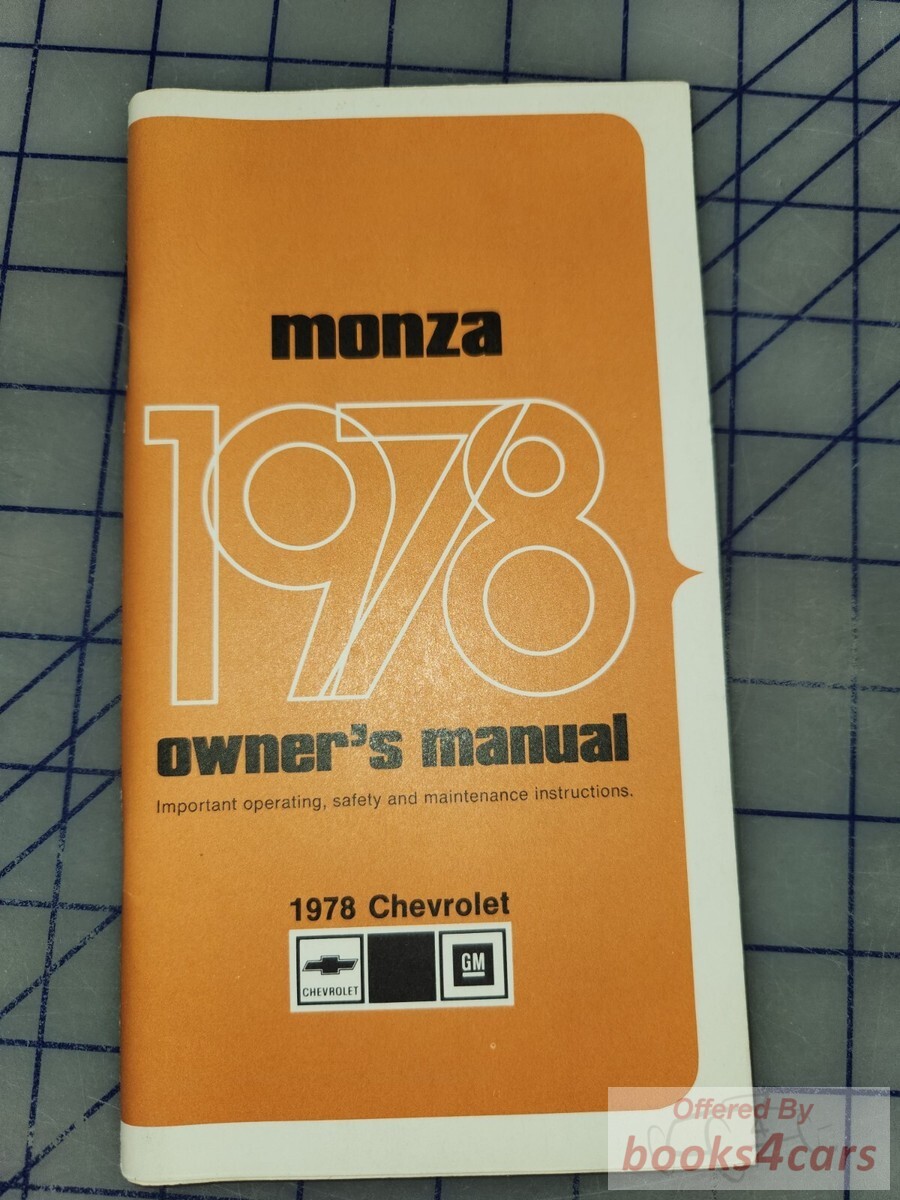 monza
1978
owner's manual
Important operating, safety and maintenance instructions.
1978 Chevrolet
CHEVROLET
GM
Offered By
books4cars